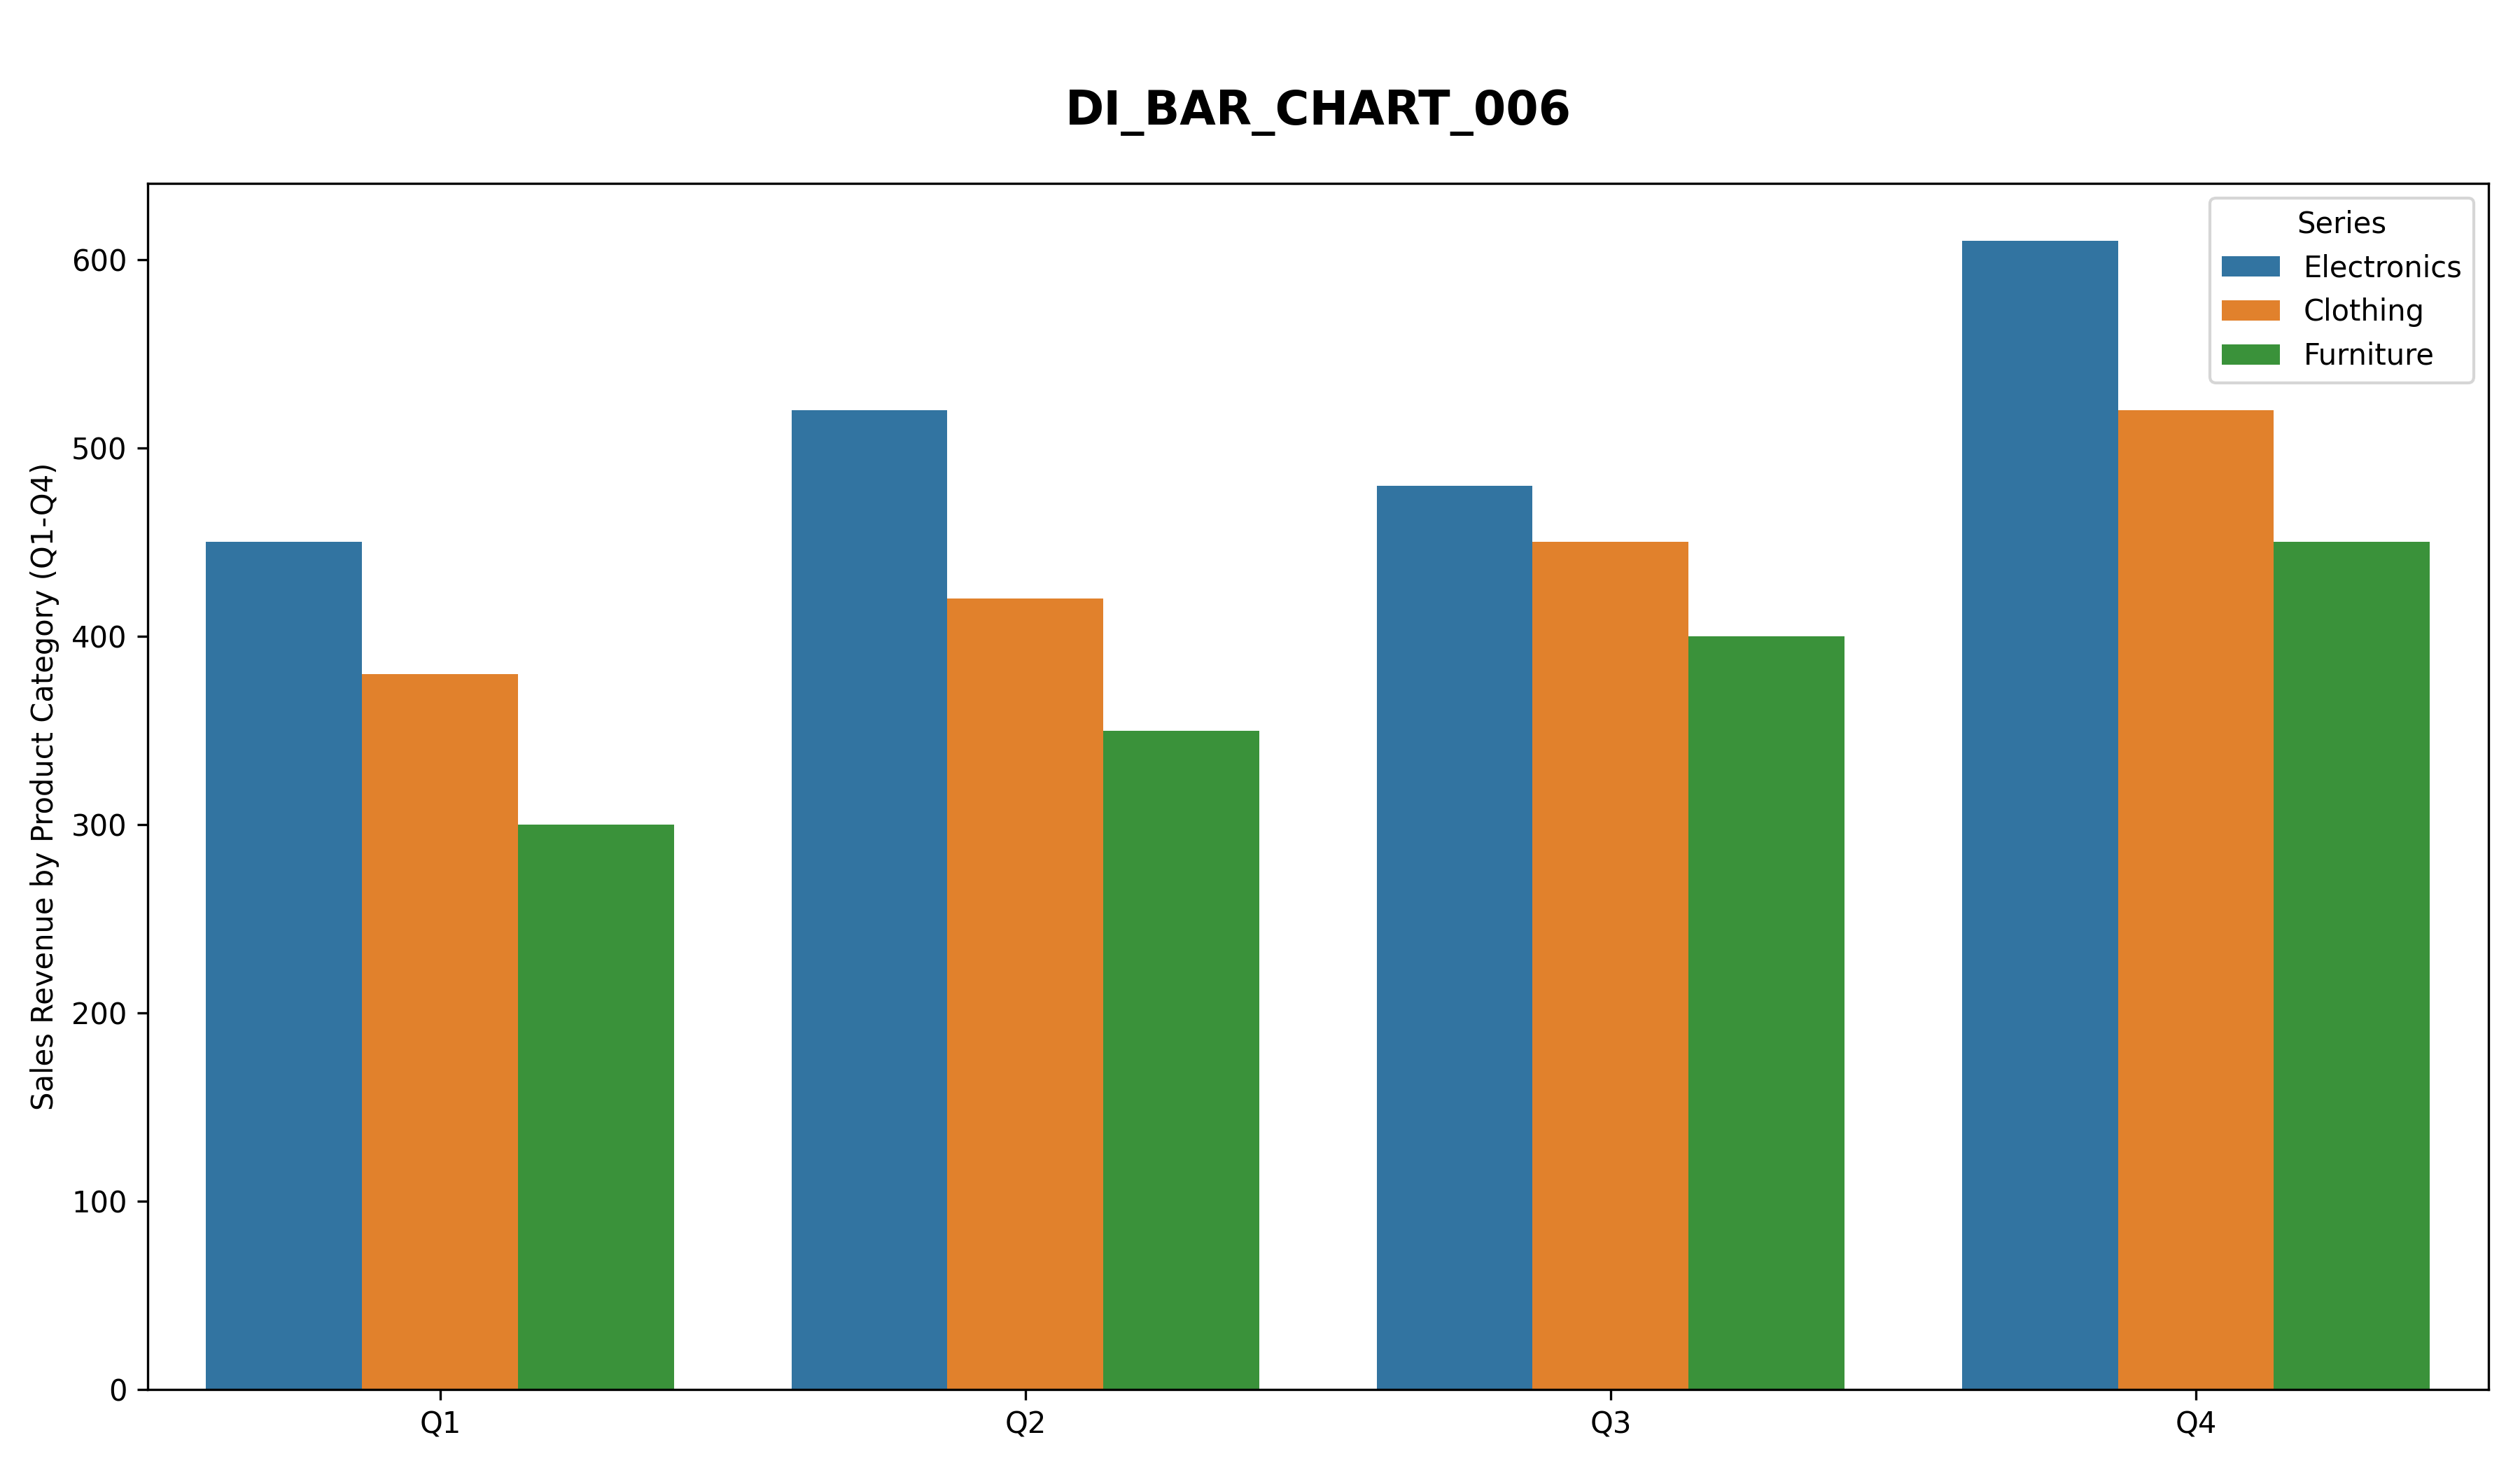 DI_BAR_CHART_006
Sales Revenue by Product Category (Q1-Q4)
600
500
400
300
200
100
0
Q1
Q2
Q3
Q4
Series
Electronics
Clothing
Furniture